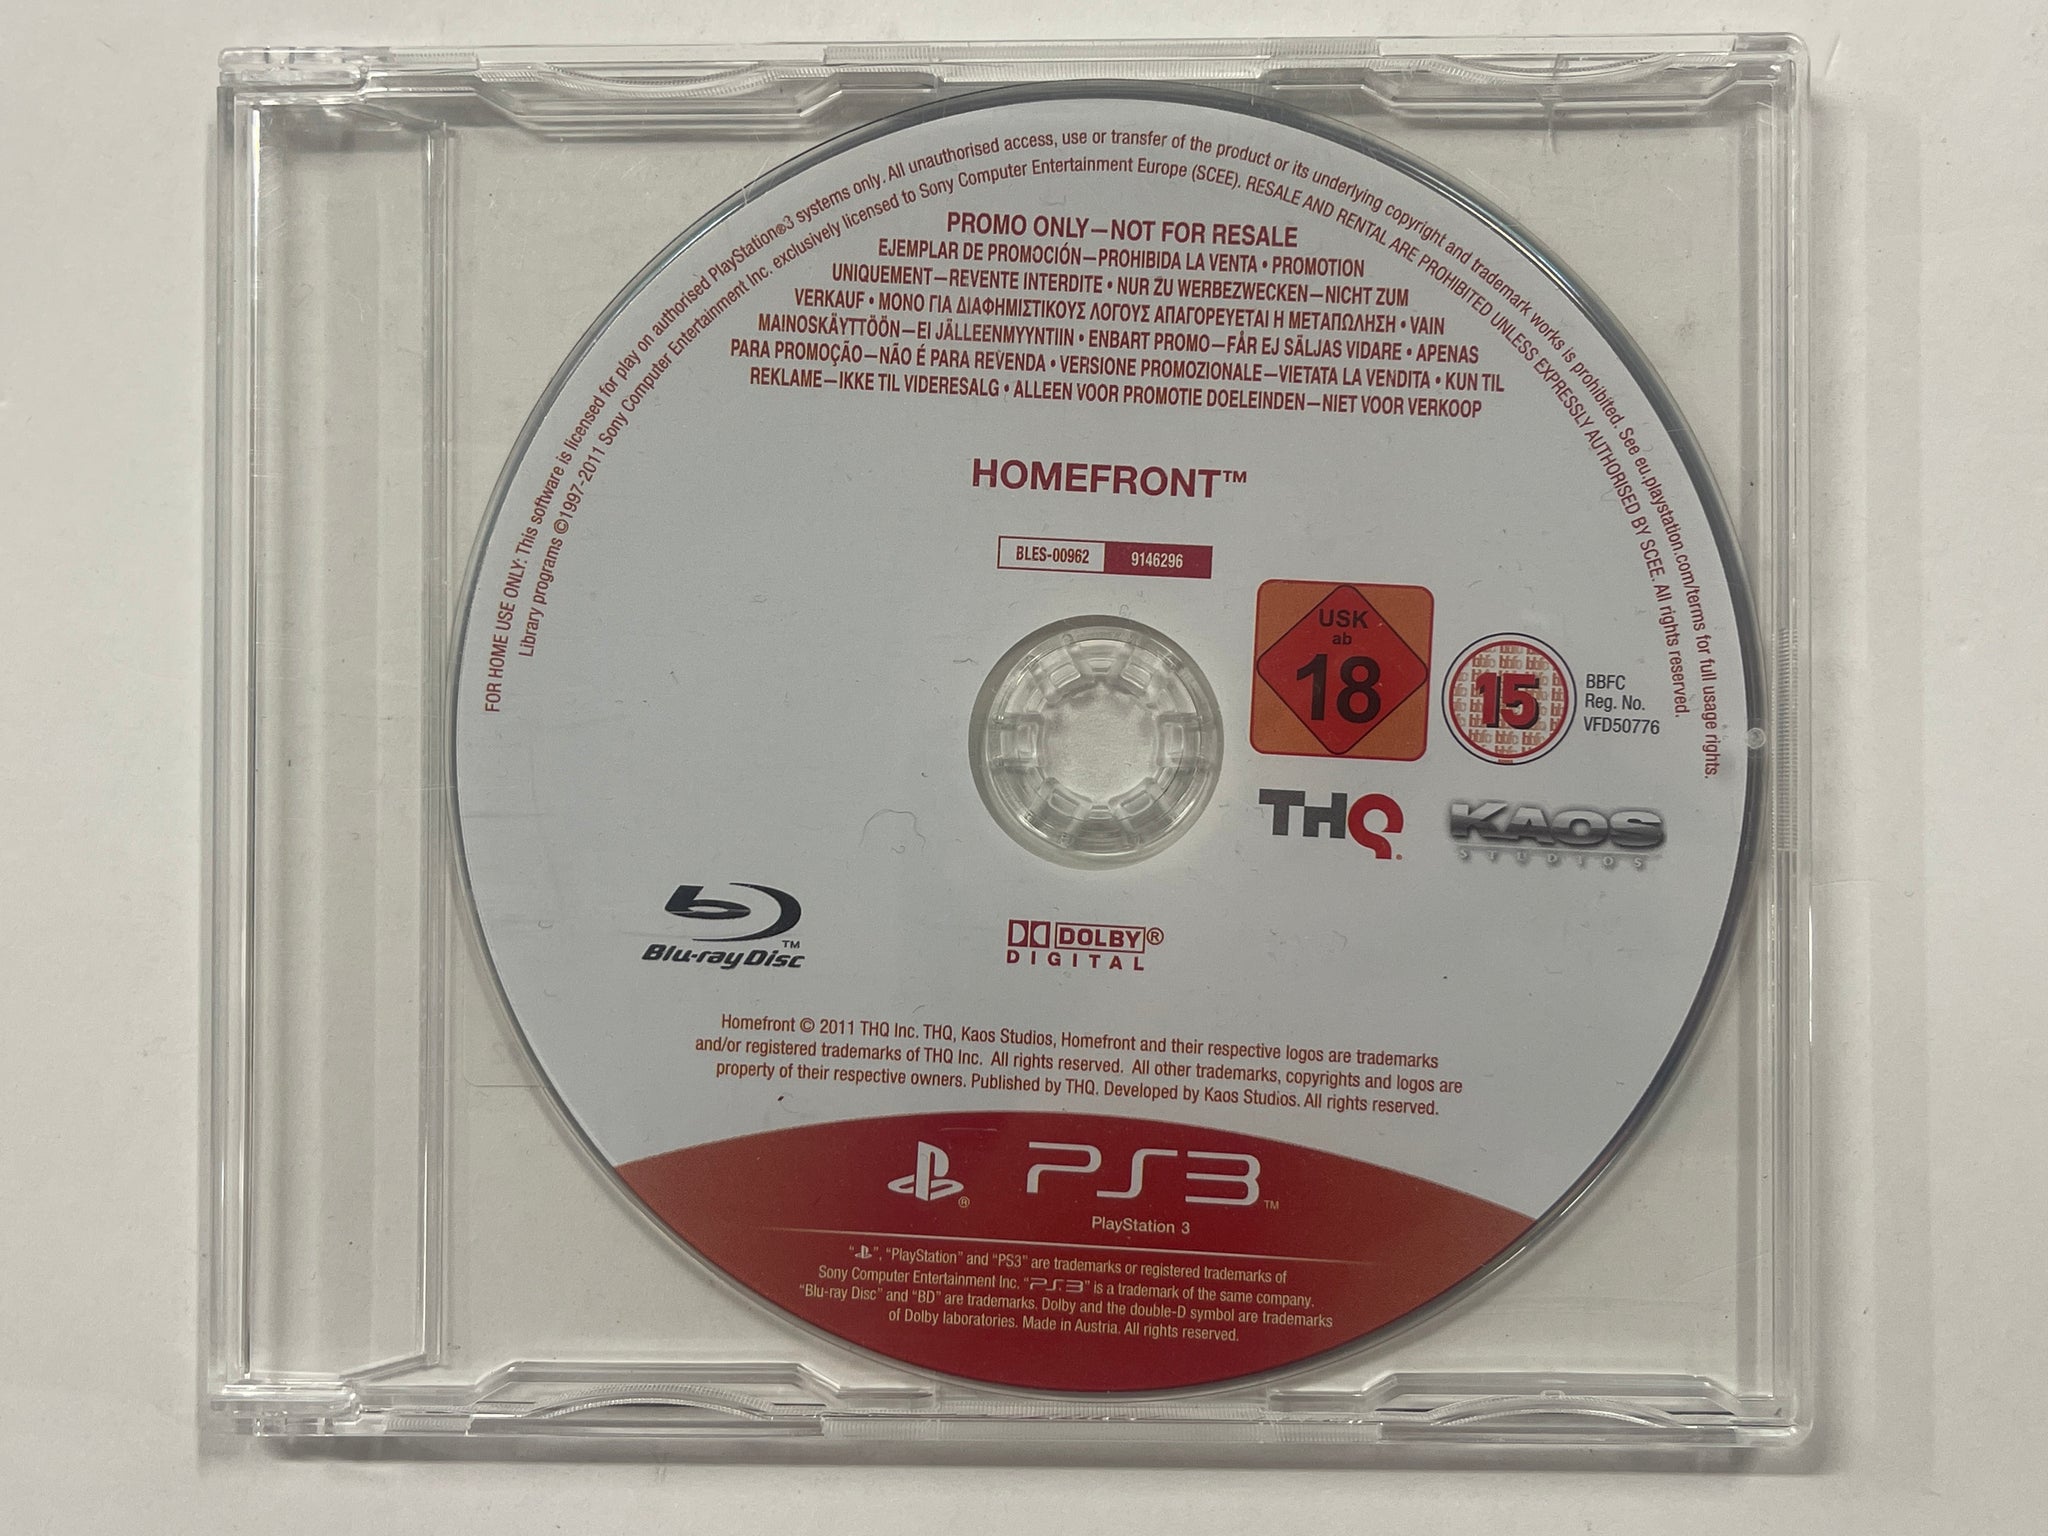 FOR HOME USE ONLY: This software is licensed for play on authorised PlayStation®3 systems only. All unauthorised access, use or transfer of the product or its underlying copyright and trademark works is prohibited. See eu.playstation.com/terms for full usage rights.
Library programs ©1997-2011 Sony Computer Entertainment Inc. exclusively licensed to Sony Computer Entertainment Europe (SCEE). RESALE AND RENTAL ARE PROHIBITED UNLESS EXPRESSLY AUTHORISED BY SCEE. All rights reserved.
PROMO ONLY—NOT FOR RESALE
EJEMPLAR DE PROMOCIÓN—PROHIBIDA LA VENTA • PROMOTION
UNIQUEMENT—REVENTE INTERDITE • NUR ZU WERBEZWECKEN—NICHT ZUM
VERKAUF • ΜΟΝΟ ΓΙΑ ΔΙΑΦΗΜΙΣΤΙΚΟΥΣ ΛΟΓΟΥΣ ΑΠΑΓΟΡΕΥΕΤΑΙ Η ΜΕΤΑΠΩΛΗΣΗ • VAIN
MAINOSKÄYTTÖÖN—EI JÄLLEENMYYNTIIN • ENBART PROMO—FÅR EJ SÄLJAS VIDARE • APENAS
PARA PROMOÇÃO—NÃO É PARA REVENDA • VERSIONE PROMOZIONALE—VIETATA LA VENDITA • KUN TIL
REKLAME—IKKE TIL VIDERESALG • ALLEEN VOOR PROMOTIE DOELEINDEN—NIET VOOR VERKOOP
HOMEFRONT™
BLES-00962 9146296
USK
ab
18
15
BBFC
Reg. No.
VFD50776
THQ®
KAOS
STUDIOS
Blu-ray Disc™
DOLBY®
DIGITAL
Homefront © 2011 THQ Inc. THQ, Kaos Studios, Homefront and their respective logos are trademarks
and/or registered trademarks of THQ Inc. All rights reserved. All other trademarks, copyrights and logos are
property of their respective owners. Published by THQ. Developed by Kaos Studios. All rights reserved.
® PS3™
PlayStation 3
“ ”, “PlayStation” and “PS3” are trademarks or registered trademarks of
Sony Computer Entertainment Inc. “PS3” is a trademark of the same company.
“Blu-ray Disc” and “BD” are trademarks. Dolby and the double-D symbol are trademarks
of Dolby laboratories. Made in Austria. All rights reserved.